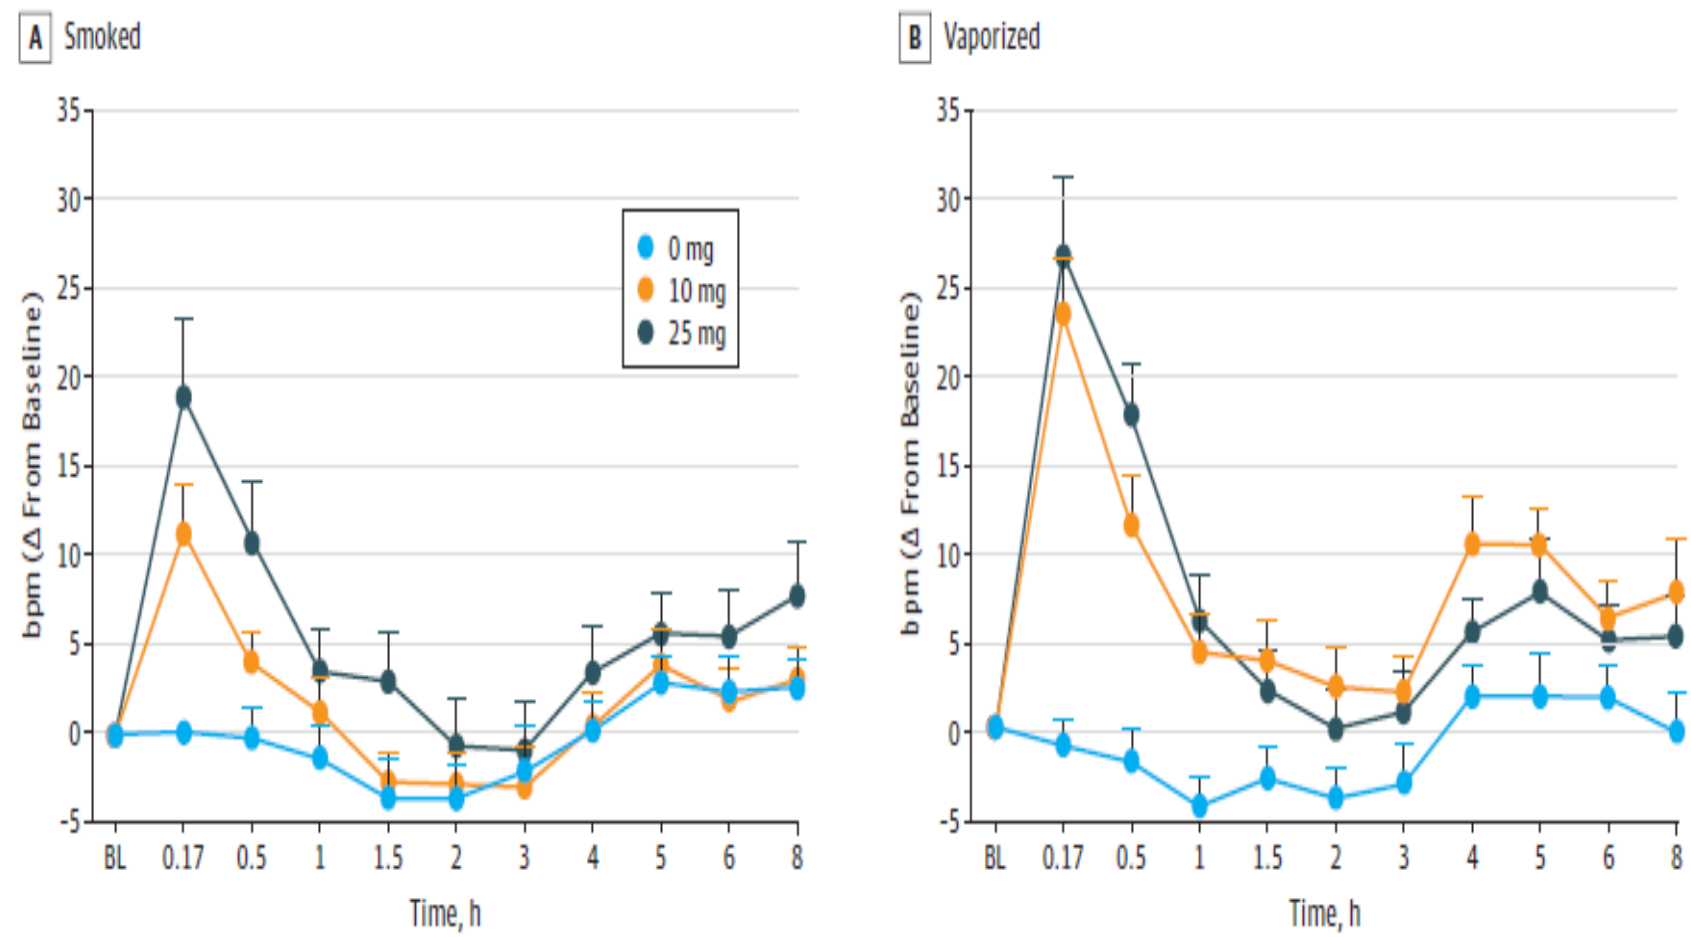 A Smoked
bpm (Δ From Baseline)
35
30
25
20
15
10
5
0
–5
0 mg
10 mg
25 mg
BL 0.17 0.5 1 1.5 2 3 4 5 6 8
Time, h
B Vaporized
bpm (Δ From Baseline)
35
30
25
20
15
10
5
0
–5
BL 0.17 0.5 1 1.5 2 3 4 5 6 8
Time, h